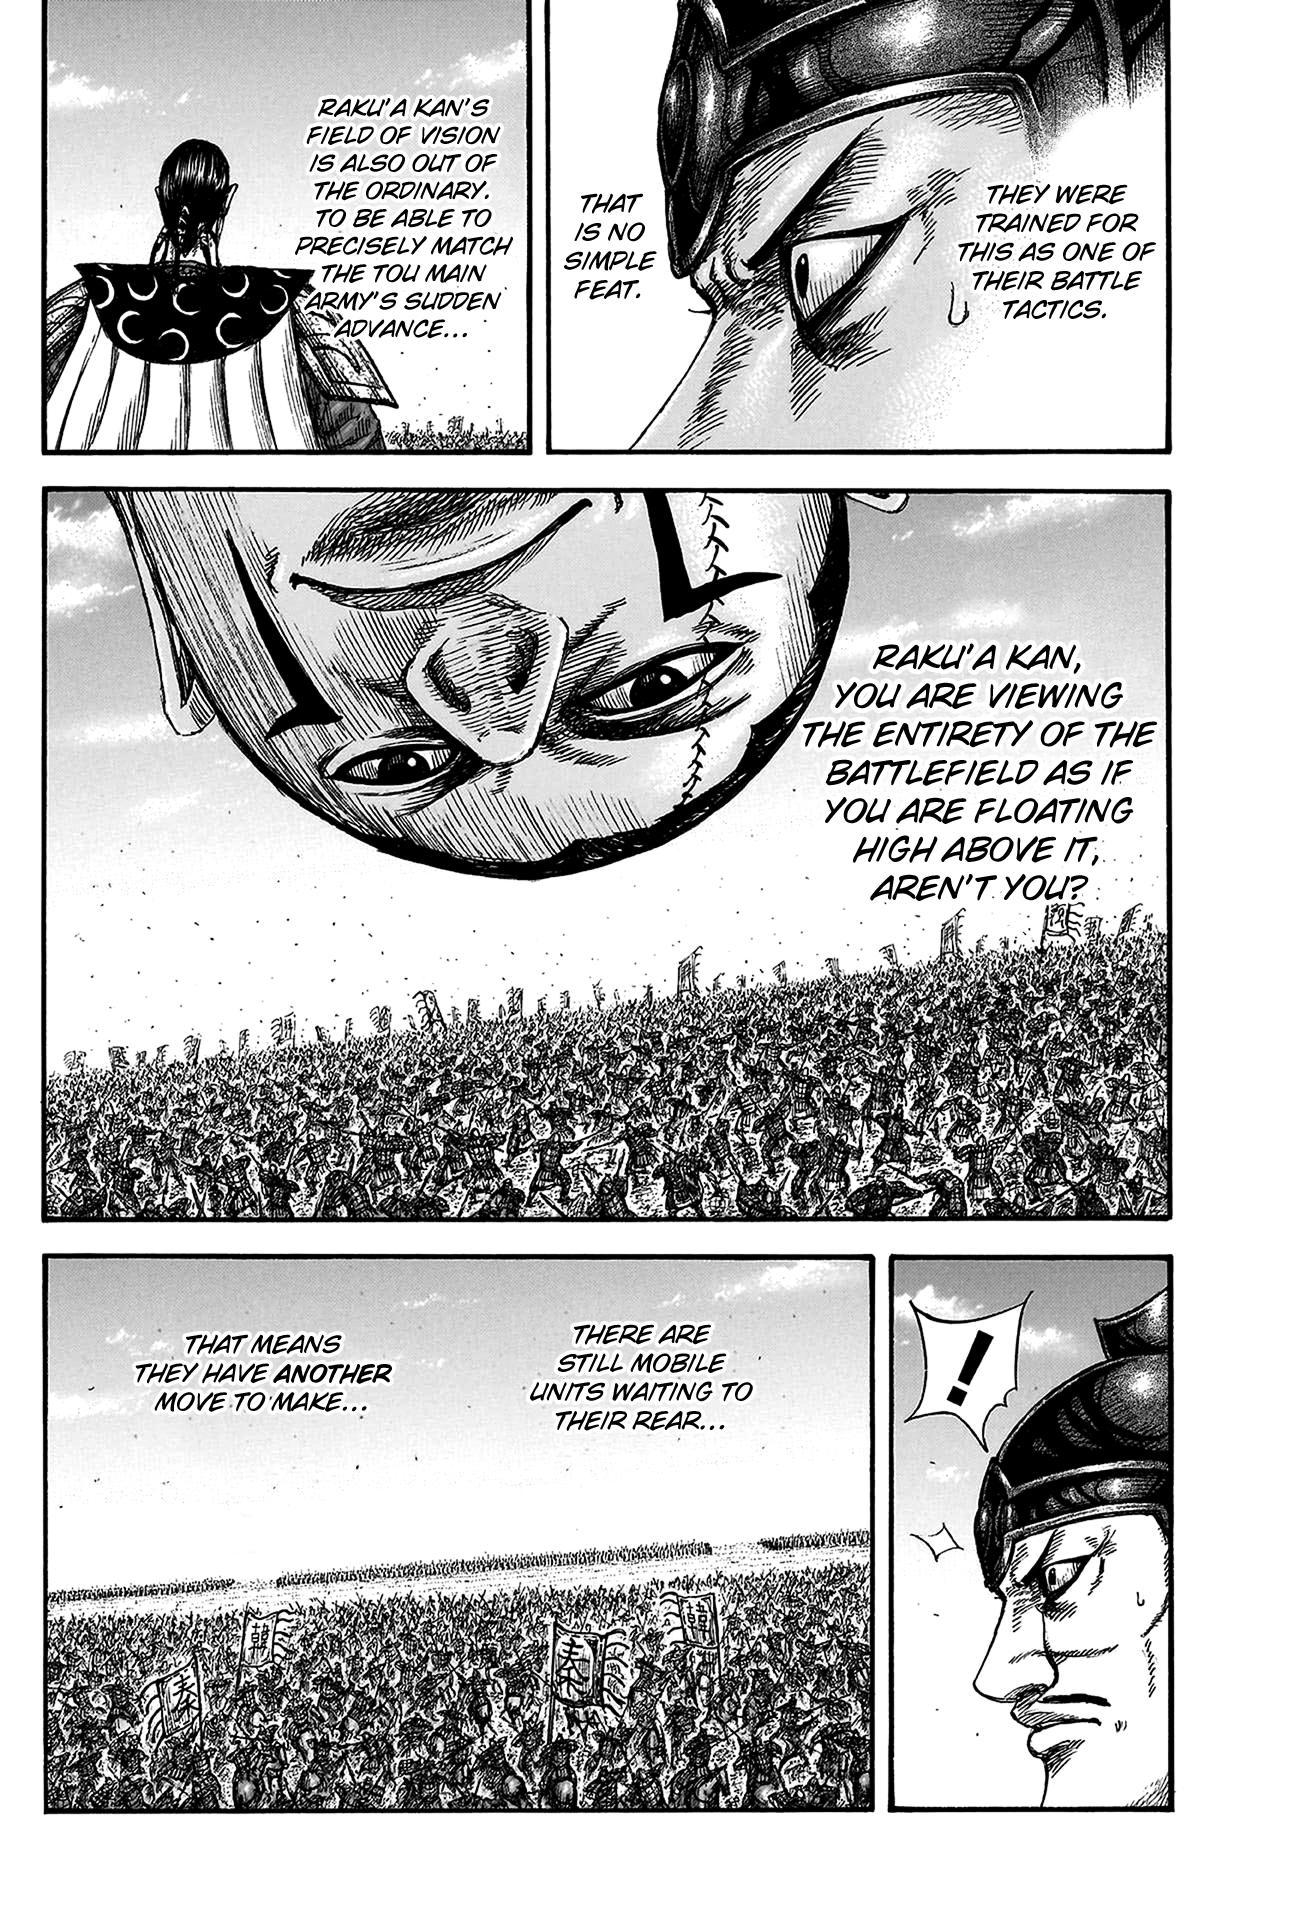 THEY WERE
TRAINED FOR
THIS AS ONE OF
THEIR BATTLE
TACTICS.
THAT
IS NO
SIMPLE
FEAT.
RAKU'A KAN'S
FIELD OF VISION
IS ALSO OUT OF
THE ORDINARY.
TO BE ABLE TO
PRECISELY MATCH
THE TOU MAIN
ARMY'S SUDDEN
ADVANCE...
RAKU'A KAN,
YOU ARE VIEWING
THE ENTIRETY OF THE
BATTLEFIELD AS IF
YOU ARE FLOATING
HIGH ABOVE IT,
AREN'T YOU?
!
THERE ARE
STILL MOBILE
UNITS WAITING TO
THEIR REAR...
THAT MEANS
THEY HAVE ANOTHER
MOVE TO MAKE...
韓
秦
韓
秦